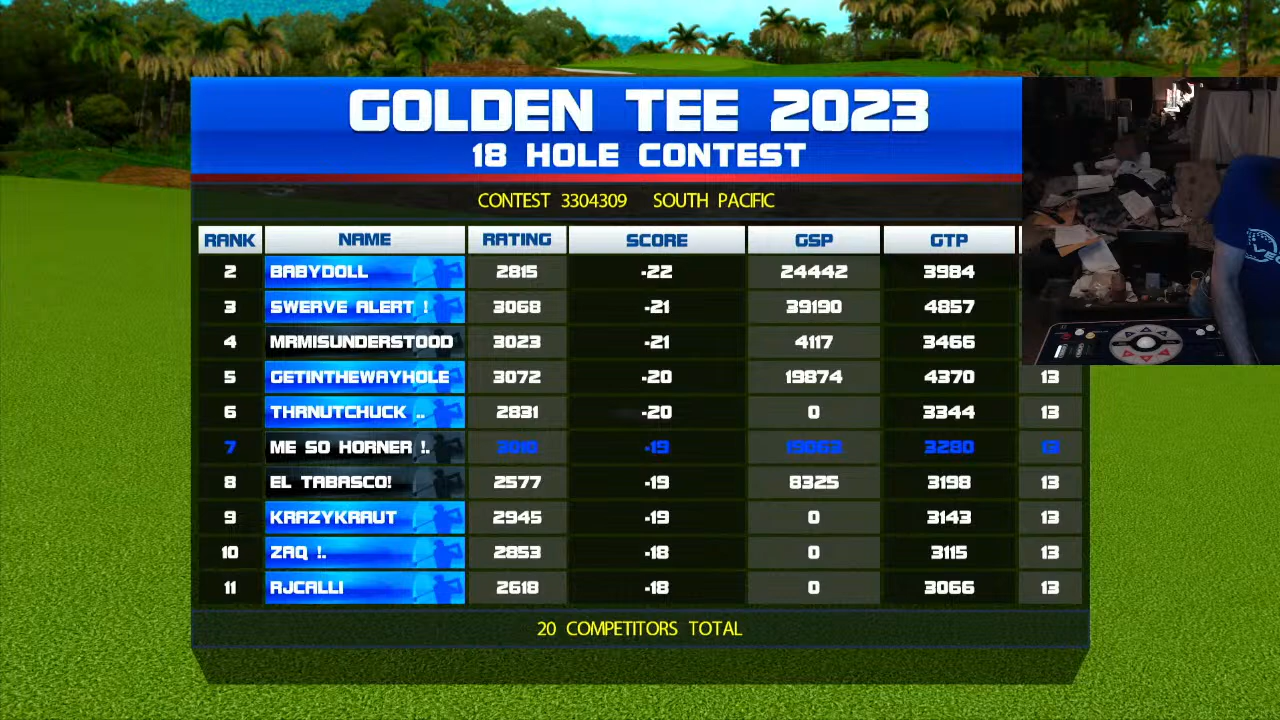 GOLDEN TEE 2023
18 HOLE CONTEST
CONTEST 3304309 SOUTH PACIFIC
RANK NAME RATING SCORE GSP GTP
2 BABYDOLL 2815 -22 24442 3984
3 SWERVE ALERT ! 3068 -21 39190 4857
4 MRMISUNDERSTOOD 3023 -21 4117 3466
5 GETINTHEWAYHOLE 3072 -20 19874 4370 13
6 THRNUTCHUCK .. 2831 -20 0 3344 13
7 ME SO HORNER !. 3010 -19 19063 3280 13
8 EL TABASCO! 2577 -19 8325 3198 13
9 KRAZYKRAUT 2945 -19 0 3143 13
10 ZAQ !. 2853 -18 0 3115 13
11 RJCALLI 2618 -18 0 3066 13
20 COMPETITORS TOTAL